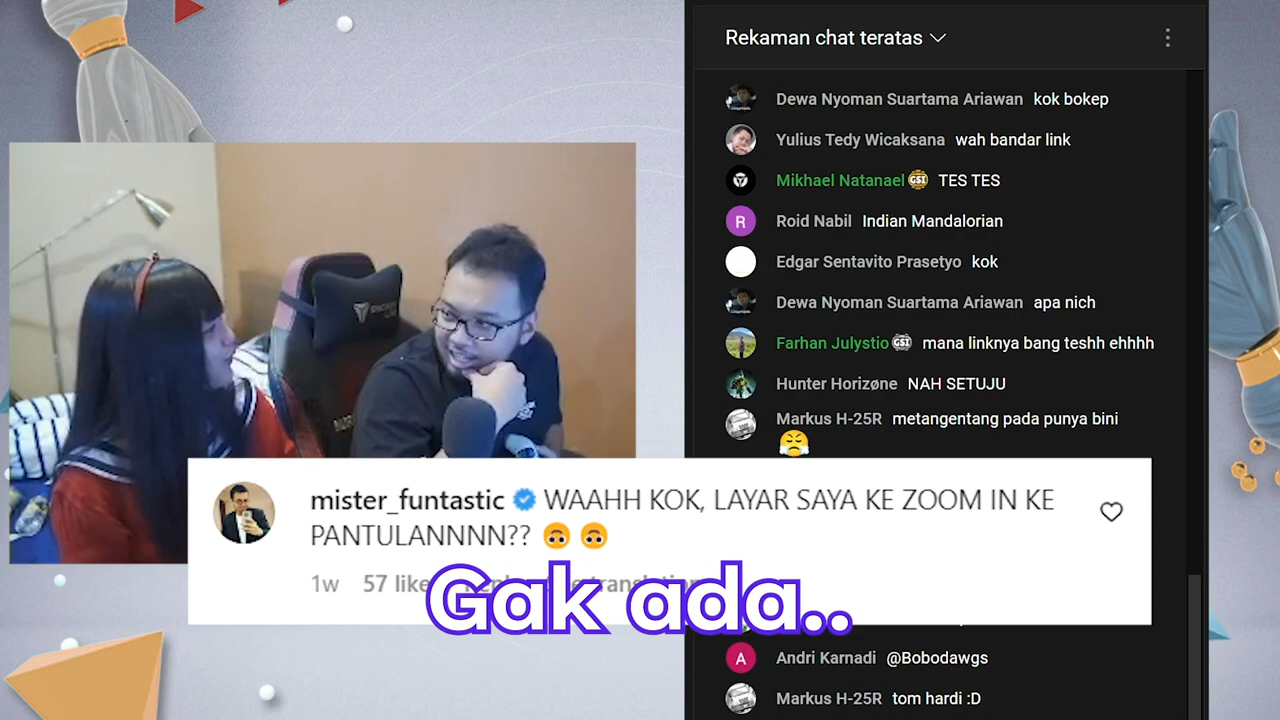 Rekaman chat teratas
Dewa Nyoman Suartama Ariawan kok bokep
Yulius Tedy Wicaksana wah bandar link
Mikhael Natanael GSI TES TES
R Roid Nabil Indian Mandalorian
Edgar Sentavito Prasetyo kok
Dewa Nyoman Suartama Ariawan apa nich
Farhan Julystio GSI mana linknya bang teshh ehhhh
Hunter Horizøne NAH SETUJU
Markus H-25R metangentang pada punya bini
😤
mister_funtastic WAAHH KOK, LAYAR SAYA KE ZOOM IN KE
PANTULANNNN?? 🙃 🙃
1w 57 like
Gak ada..
A Andri Karnadi @Bobodawgs
Markus H-25R tom hardi :D